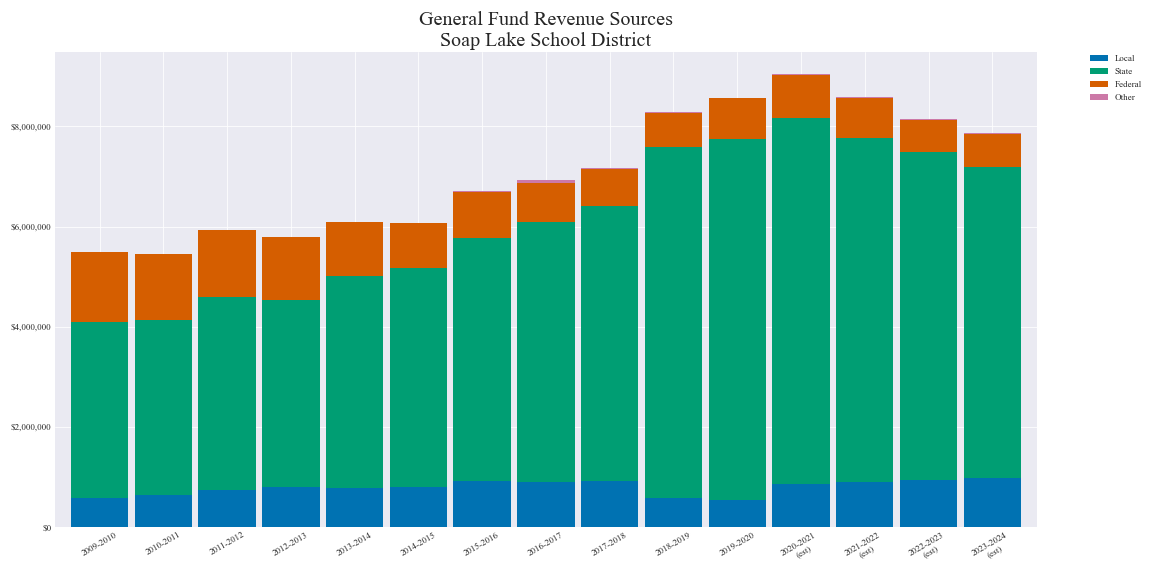 General Fund Revenue Sources
Soap Lake School District
Local
State
Federal
Other
$8,000,000
$6,000,000
$4,000,000
$2,000,000
$0
2009-2010
2010-2011
2011-2012
2012-2013
2013-2014
2014-2015
2015-2016
2016-2017
2017-2018
2018-2019
2019-2020
2020-2021
(est)
2021-2022
(est)
2022-2023
(est)
2023-2024
(est)